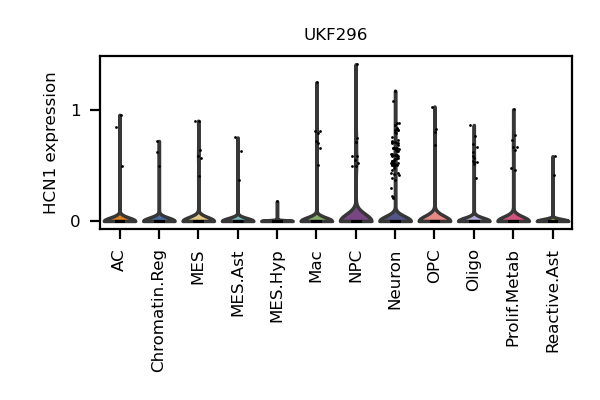 UKF296
HCN1 expression
1
0
AC
Chromatin.Reg
MES
MES.Ast
MES.Hyp
Mac
NPC
Neuron
OPC
Oligo
Prolif.Metab
Reactive.Ast